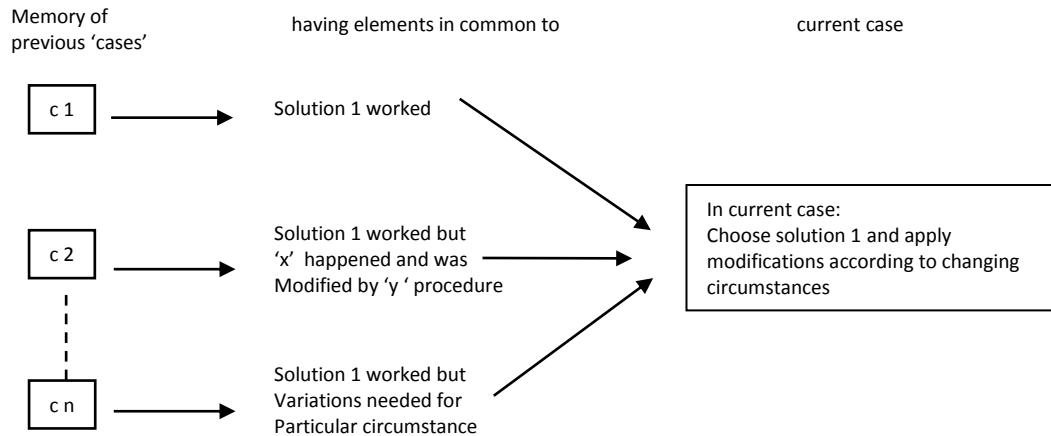 Memory of
previous ‘cases’
having elements in common to
current case
c 1
Solution 1 worked
c 2
Solution 1 worked but
‘x’ happened and was
Modified by ‘y ‘ procedure
c n
Solution 1 worked but
Variations needed for
Particular circumstance
In current case:
Choose solution 1 and apply
modifications according to changing
circumstances